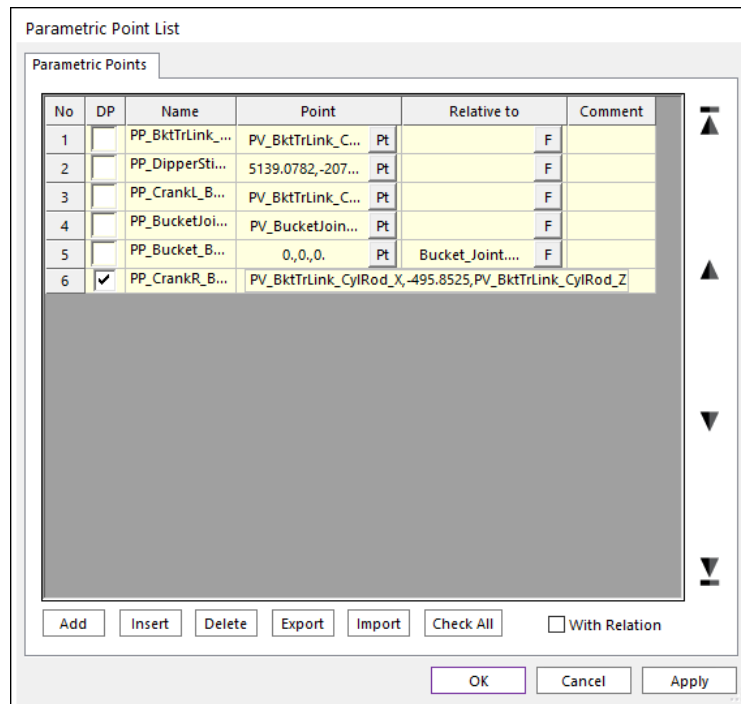 Parametric Point List
Parametric Points
No DP Name Point Relative to Comment
1 PP_BktTrLink_... PV_BktTrLink_C... Pt F
2 PP_DipperSti... 5139.0782,-207... Pt F
3 PP_CrankL_B... PV_BktTrLink_C... Pt F
4 PP_BucketJoi... PV_BucketJoin... Pt F
5 PP_Bucket_B... 0.,0.,0. Pt Bucket_Joint.... F
6 PP_CrankR_B... PV_BktTrLink_CylRod_X,-495.8525,PV_BktTrLink_CylRod_Z
Add Insert Delete Export Import Check All With Relation
OK Cancel Apply